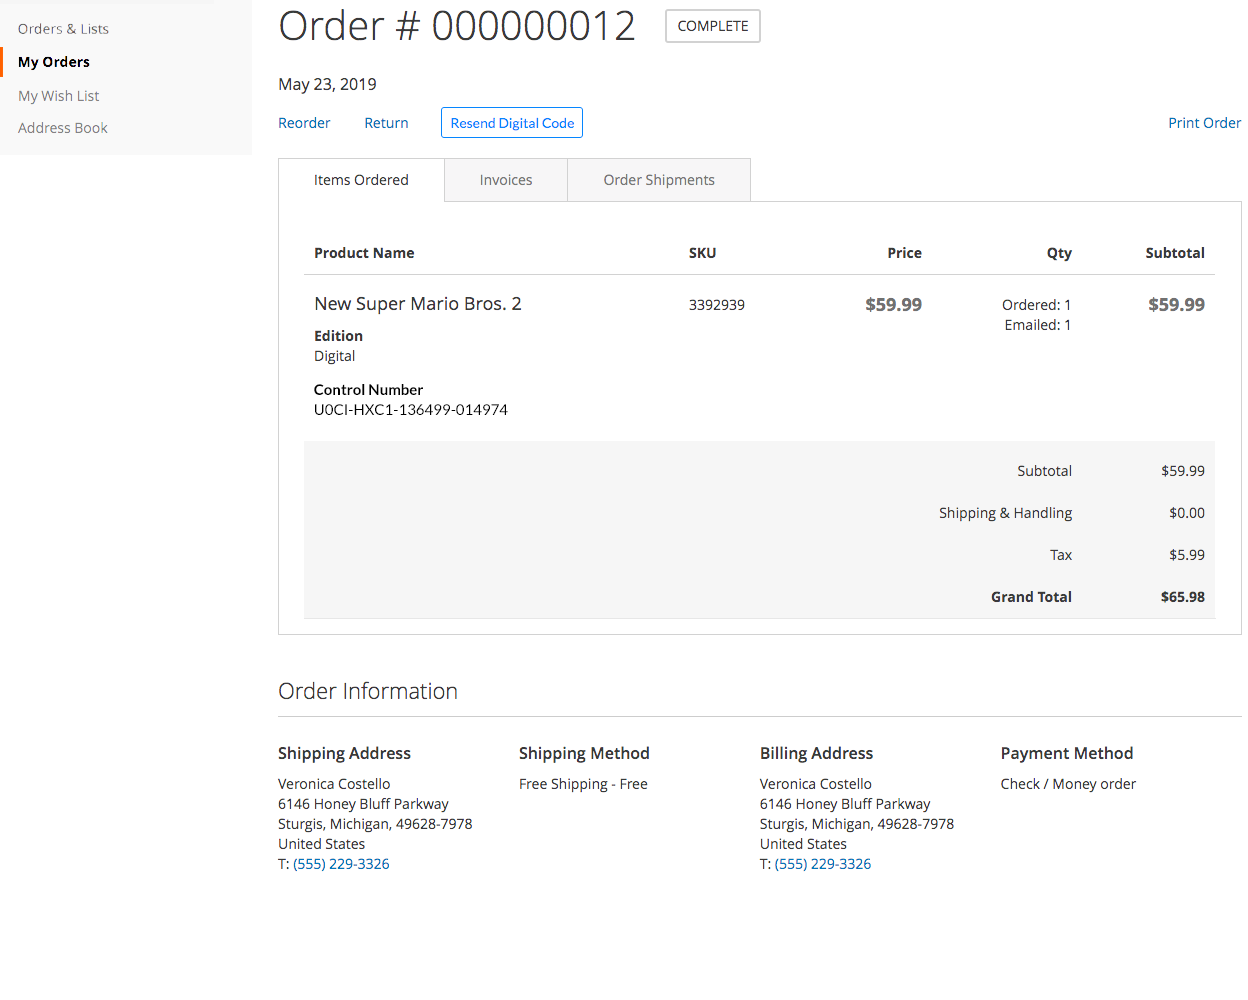 Orders & Lists
My Orders
My Wish List
Address Book
Order # 000000012 COMPLETE
May 23, 2019
Reorder Return Resend Digital Code Print Order
Items Ordered Invoices Order Shipments
Product Name SKU Price Qty Subtotal
New Super Mario Bros. 2 3392939 $59.99 Ordered: 1 $59.99
Emailed: 1
Edition
Digital
Control Number
U0CI-HXC1-136499-014974
Subtotal $59.99
Shipping & Handling $0.00
Tax $5.99
Grand Total $65.98
Order Information
Shipping Address
Veronica Costello
6146 Honey Bluff Parkway
Sturgis, Michigan, 49628-7978
United States
T: (555) 229-3326
Shipping Method
Free Shipping - Free
Billing Address
Veronica Costello
6146 Honey Bluff Parkway
Sturgis, Michigan, 49628-7978
United States
T: (555) 229-3326
Payment Method
Check / Money order